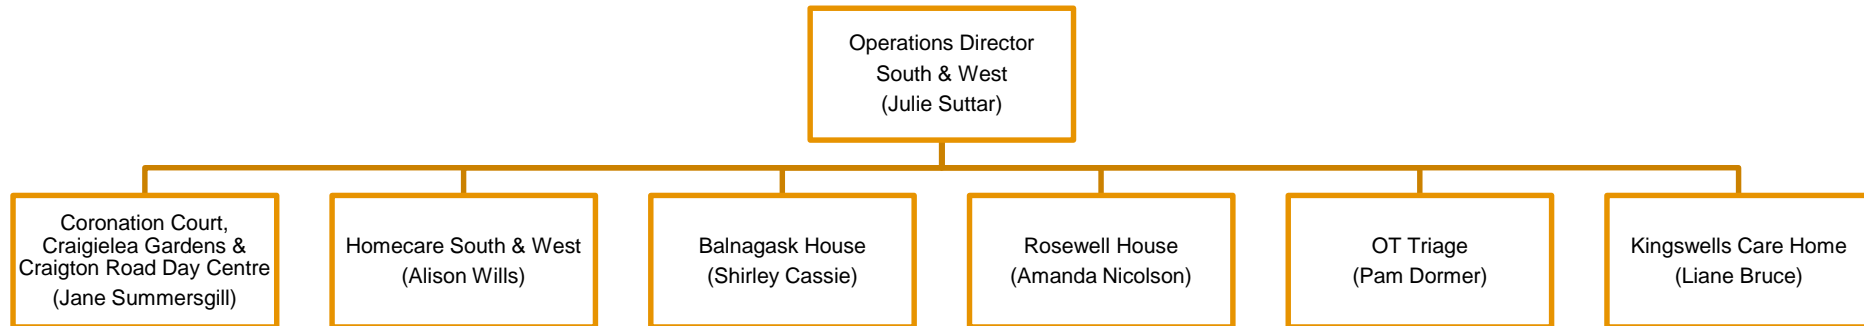 Operations Director
South & West
(Julie Suttar)
Coronation Court,
Craigielea Gardens &
Craigton Road Day Centre
(Jane Summersgill)
Homecare South & West
(Alison Wills)
Balnagask House
(Shirley Cassie)
Rosewell House
(Amanda Nicolson)
OT Triage
(Pam Dormer)
Kingswells Care Home
(Liane Bruce)